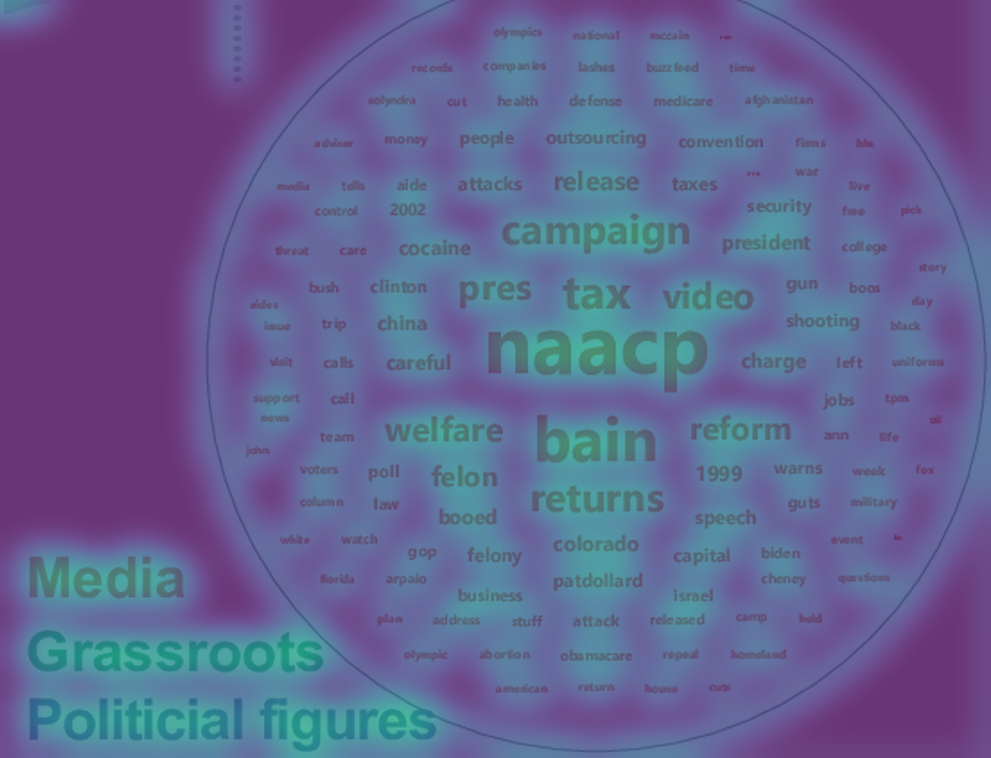 olympics national mccain
records companies lashes buzzfeed time
solyndra cut health defense medicare afghanistan
adviser money people outsourcing convention firms hhs
media tells aide attacks release taxes war live
control 2002 campaign security free pick
threat care cocaine president college
story
bush clinton pres tax video gun boos
aides day
issue trip china naacp shooting black
visit calls careful charge left uniforms
support call jobs tpm
news oil
team welfare bain reform ann life
john
voters poll felon 1999 warns week fox
column law returns guts military
booed speech
white watch gop felony colorado capital biden event
florida arpaio patdollard cheney questions
business israel
plan address stuff attack released camp held
olympic abortion obamacare repeal homeland
american return house cuts
Media
Grassroots
Politicial figures